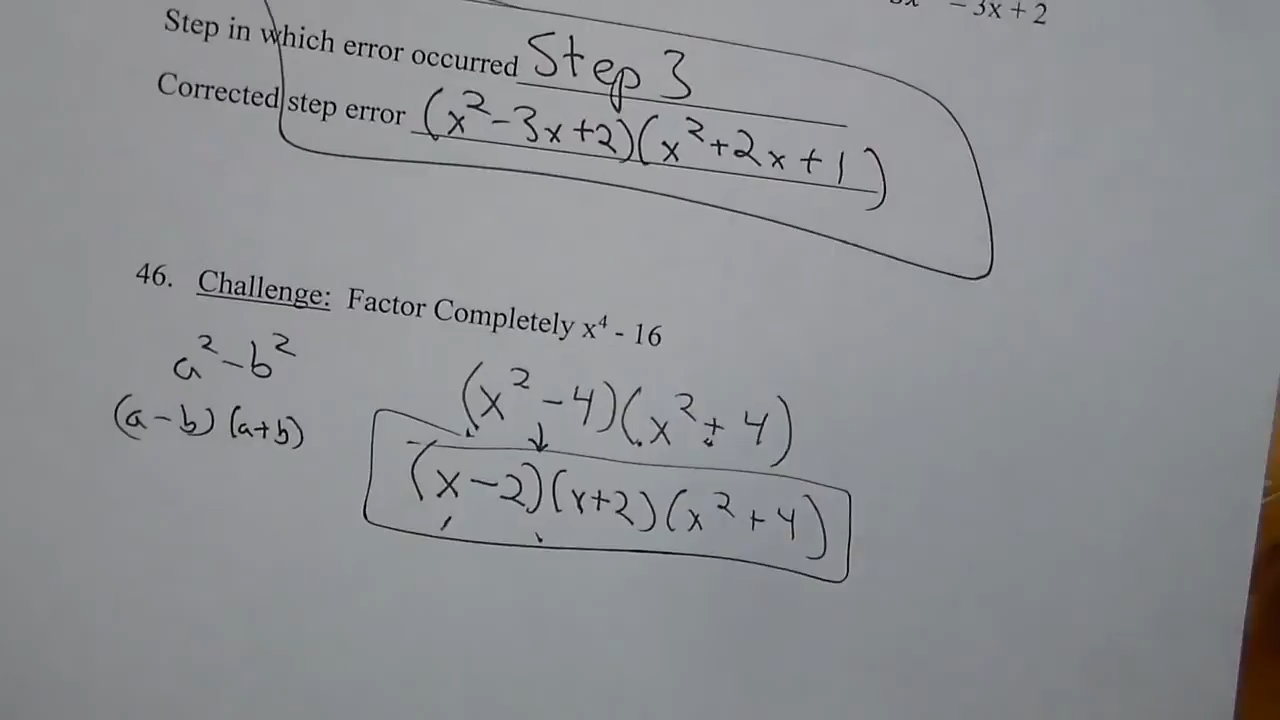 - 3x + 2
Step in which error occurred Step 3
Corrected step error (x² - 3x + 2)(x² + 2x + 1)
46. Challenge: Factor Completely x⁴ - 16
a² - b²
(x² - 4)(x² + 4)
(a - b)(a + b)
(x - 2)(x + 2)(x² + 4)